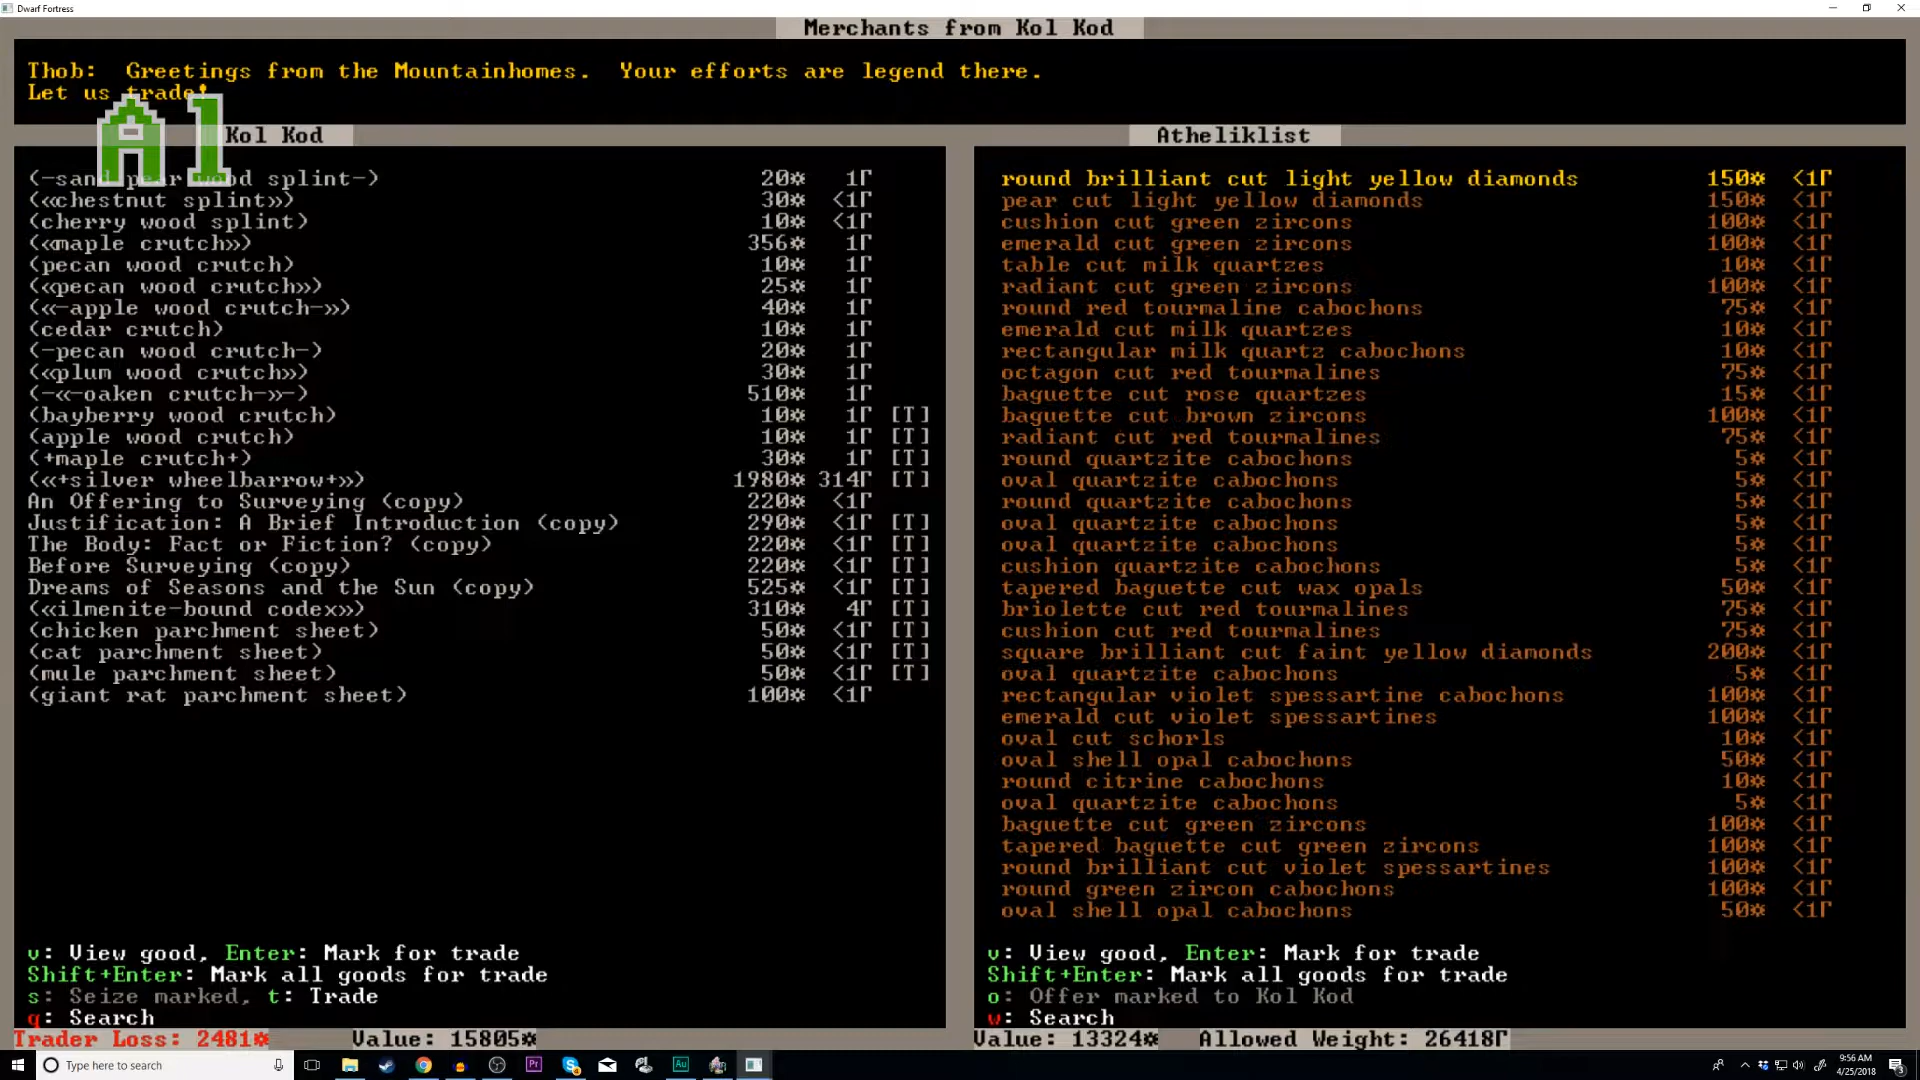 Dwarf Fortress
Merchants from Kol Kod
Thob: Greetings from the Mountainhomes. Your efforts are legend there.
Let us trade!
Al
Kol Kod
(-sand pear wood splint-) 20☼ 1Γ
(«chestnut splint») 30☼ <1Γ
(cherry wood splint) 10☼ <1Γ
(«maple crutch») 356☼ 1Γ
(pecan wood crutch) 10☼ 1Γ
(«pecan wood crutch») 25☼ 1Γ
(«-apple wood crutch-») 40☼ 1Γ
(cedar crutch) 10☼ 1Γ
(-pecan wood crutch-) 20☼ 1Γ
(«plum wood crutch») 30☼ 1Γ
(-«-oaken crutch-»-) 510☼ 1Γ
(bayberry wood crutch) 10☼ 1Γ [T]
(apple wood crutch) 10☼ 1Γ [T]
(+maple crutch+) 30☼ 1Γ [T]
(«+silver wheelbarrow+») 1980☼ 314Γ [T]
An Offering to Surveying (copy) 220☼ <1Γ
Justification: A Brief Introduction (copy) 290☼ <1Γ [T]
The Body: Fact or Fiction? (copy) 220☼ <1Γ [T]
Before Surveying (copy) 220☼ <1Γ [T]
Dreams of Seasons and the Sun (copy) 525☼ <1Γ [T]
(«ilmenite-bound codex») 310☼ 4Γ [T]
(chicken parchment sheet) 50☼ <1Γ [T]
(cat parchment sheet) 50☼ <1Γ [T]
(mule parchment sheet) 50☼ <1Γ [T]
(giant rat parchment sheet) 100☼ <1Γ
v: View good, Enter: Mark for trade
Shift+Enter: Mark all goods for trade
s: Seize marked, t: Trade
q: Search
Trader Loss: 2481☼ Value: 15805☼
Atheliklist
round brilliant cut light yellow diamonds 150☼ <1Γ
pear cut light yellow diamonds 150☼ <1Γ
cushion cut green zircons 100☼ <1Γ
emerald cut green zircons 100☼ <1Γ
table cut milk quartzes 10☼ <1Γ
radiant cut green zircons 100☼ <1Γ
round red tourmaline cabochons 75☼ <1Γ
emerald cut milk quartzes 10☼ <1Γ
rectangular milk quartz cabochons 10☼ <1Γ
octagon cut red tourmalines 75☼ <1Γ
baguette cut rose quartzes 15☼ <1Γ
baguette cut brown zircons 100☼ <1Γ
radiant cut red tourmalines 75☼ <1Γ
round quartzite cabochons 5☼ <1Γ
oval quartzite cabochons 5☼ <1Γ
round quartzite cabochons 5☼ <1Γ
oval quartzite cabochons 5☼ <1Γ
oval quartzite cabochons 5☼ <1Γ
cushion quartzite cabochons 5☼ <1Γ
tapered baguette cut wax opals 50☼ <1Γ
briolette cut red tourmalines 75☼ <1Γ
cushion cut red tourmalines 75☼ <1Γ
square brilliant cut faint yellow diamonds 200☼ <1Γ
oval quartzite cabochons 5☼ <1Γ
rectangular violet spessartine cabochons 100☼ <1Γ
emerald cut violet spessartines 100☼ <1Γ
oval cut schorls 10☼ <1Γ
oval shell opal cabochons 50☼ <1Γ
round citrine cabochons 10☼ <1Γ
oval quartzite cabochons 5☼ <1Γ
baguette cut green zircons 100☼ <1Γ
tapered baguette cut green zircons 100☼ <1Γ
round brilliant cut violet spessartines 100☼ <1Γ
round green zircon cabochons 100☼ <1Γ
oval shell opal cabochons 50☼ <1Γ
v: View good, Enter: Mark for trade
Shift+Enter: Mark all goods for trade
o: Offer marked to Kol Kod
w: Search
Value: 13324☼ Allowed Weight: 26418Γ
Type here to search
Pr
Au
9:56 AM
4/25/2018